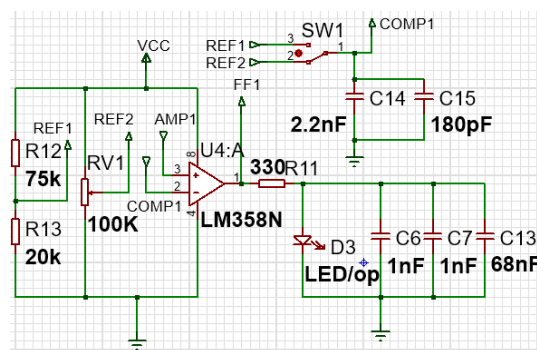 SW1
REF1 3 1 COMP1
REF2 2
VCC
FF1
C14 C15
2.2nF 180pF
REF1 REF2 AMP1
R12 U4:A
75k RV1 8
3 + 1 330 R11
2 -
R13 100K COMP1 4 LM358N
20k
D3 C6 C7 C13
LED/op 1nF 1nF 68nF